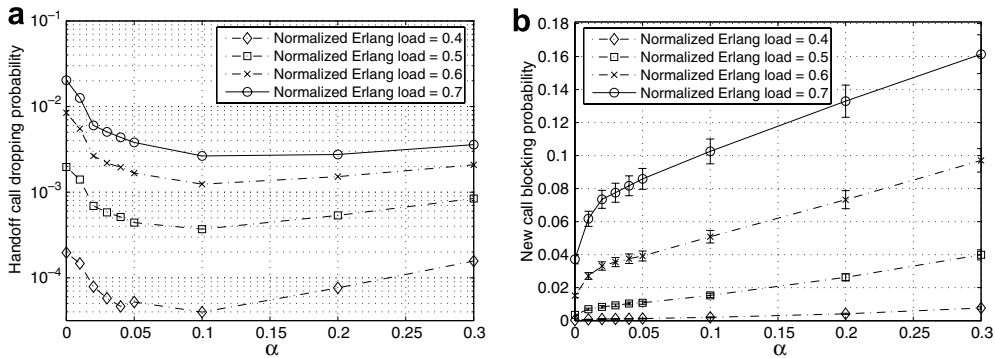 a
Handoff call dropping probability
10⁻¹
10⁻²
10⁻³
10⁻⁴
Normalized Erlang load = 0.4
Normalized Erlang load = 0.5
Normalized Erlang load = 0.6
Normalized Erlang load = 0.7
0 0.05 0.1 0.15 0.2 0.25 0.3
α
b
New call blocking probability
0.18
0.16
0.14
0.12
0.1
0.08
0.06
0.04
0.02
0
Normalized Erlang load = 0.4
Normalized Erlang load = 0.5
Normalized Erlang load = 0.6
Normalized Erlang load = 0.7
0 0.05 0.1 0.15 0.2 0.25 0.3
α